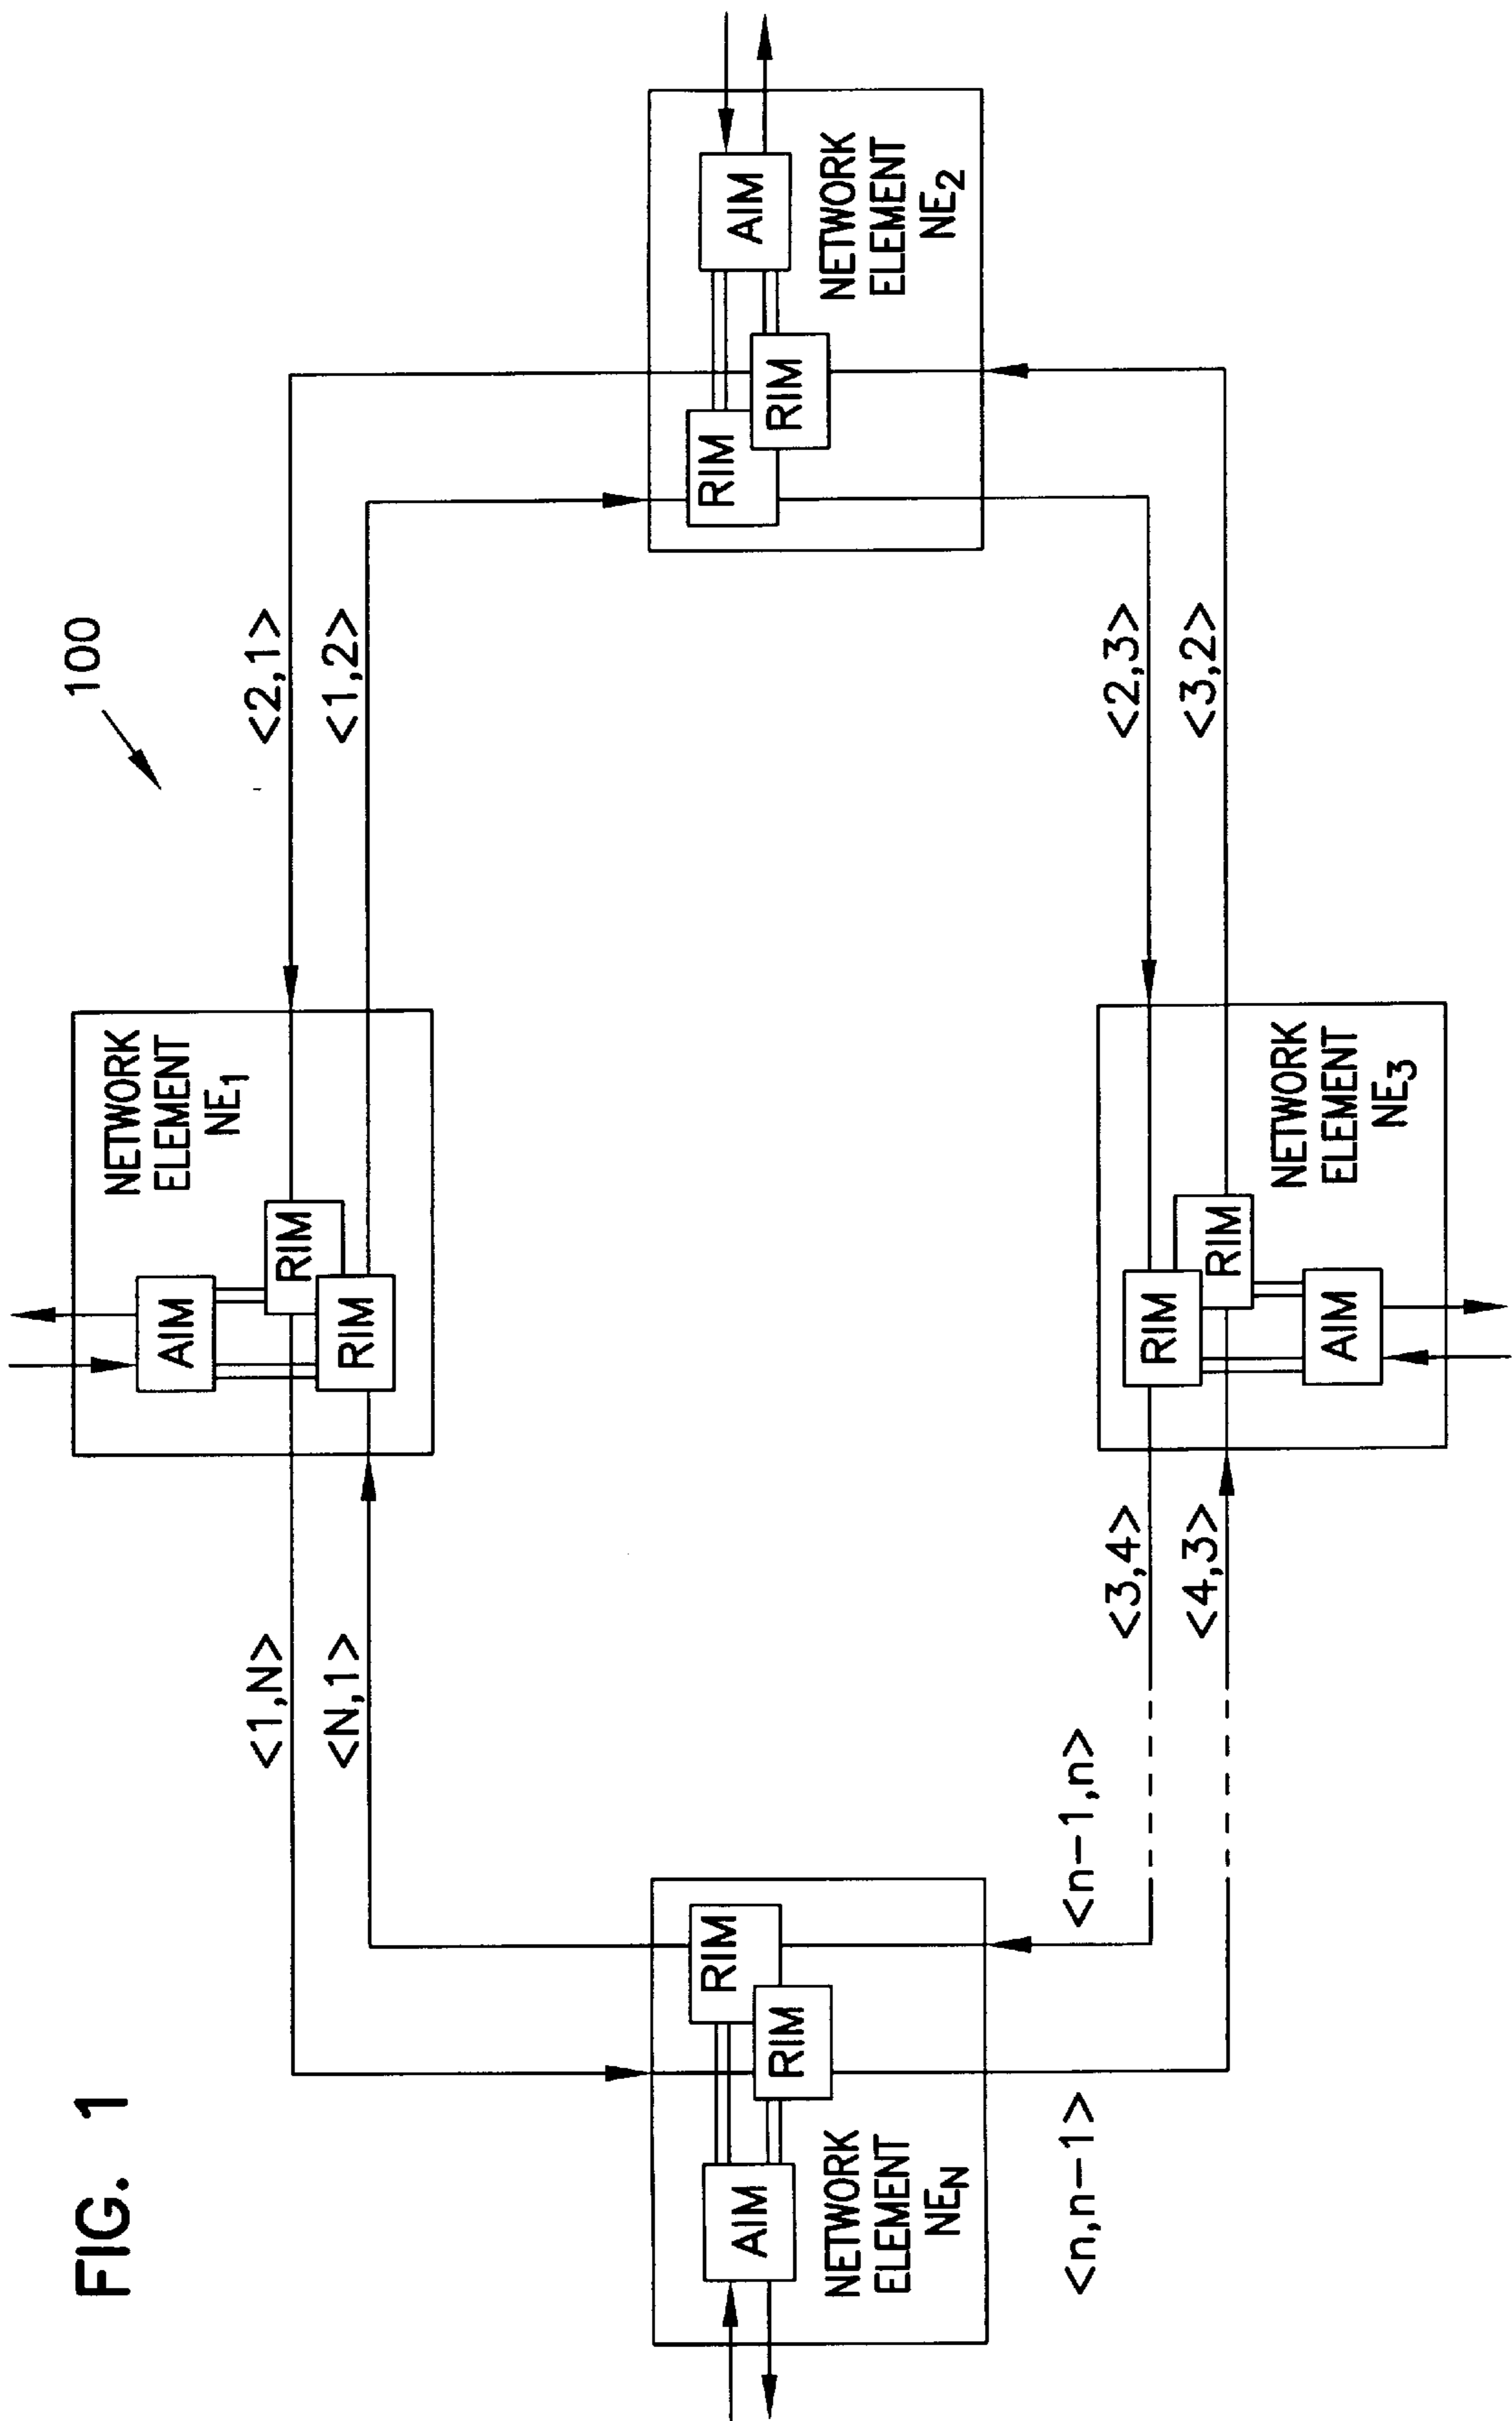 FIG. 1
100
<1,N>
<N,1>
<2,1>
<1,2>
NETWORK
ELEMENT
NE1
AIM
RIM
RIM
RIM
RIM
AIM
NETWORK
ELEMENT
NE2
AIM
RIM
RIM
NETWORK
ELEMENT
NEN
<n,n-1>
<n-1,n>
<3,4>
<4,3>
<2,3>
<3,2>
RIM
RIM
AIM
NETWORK
ELEMENT
NE3